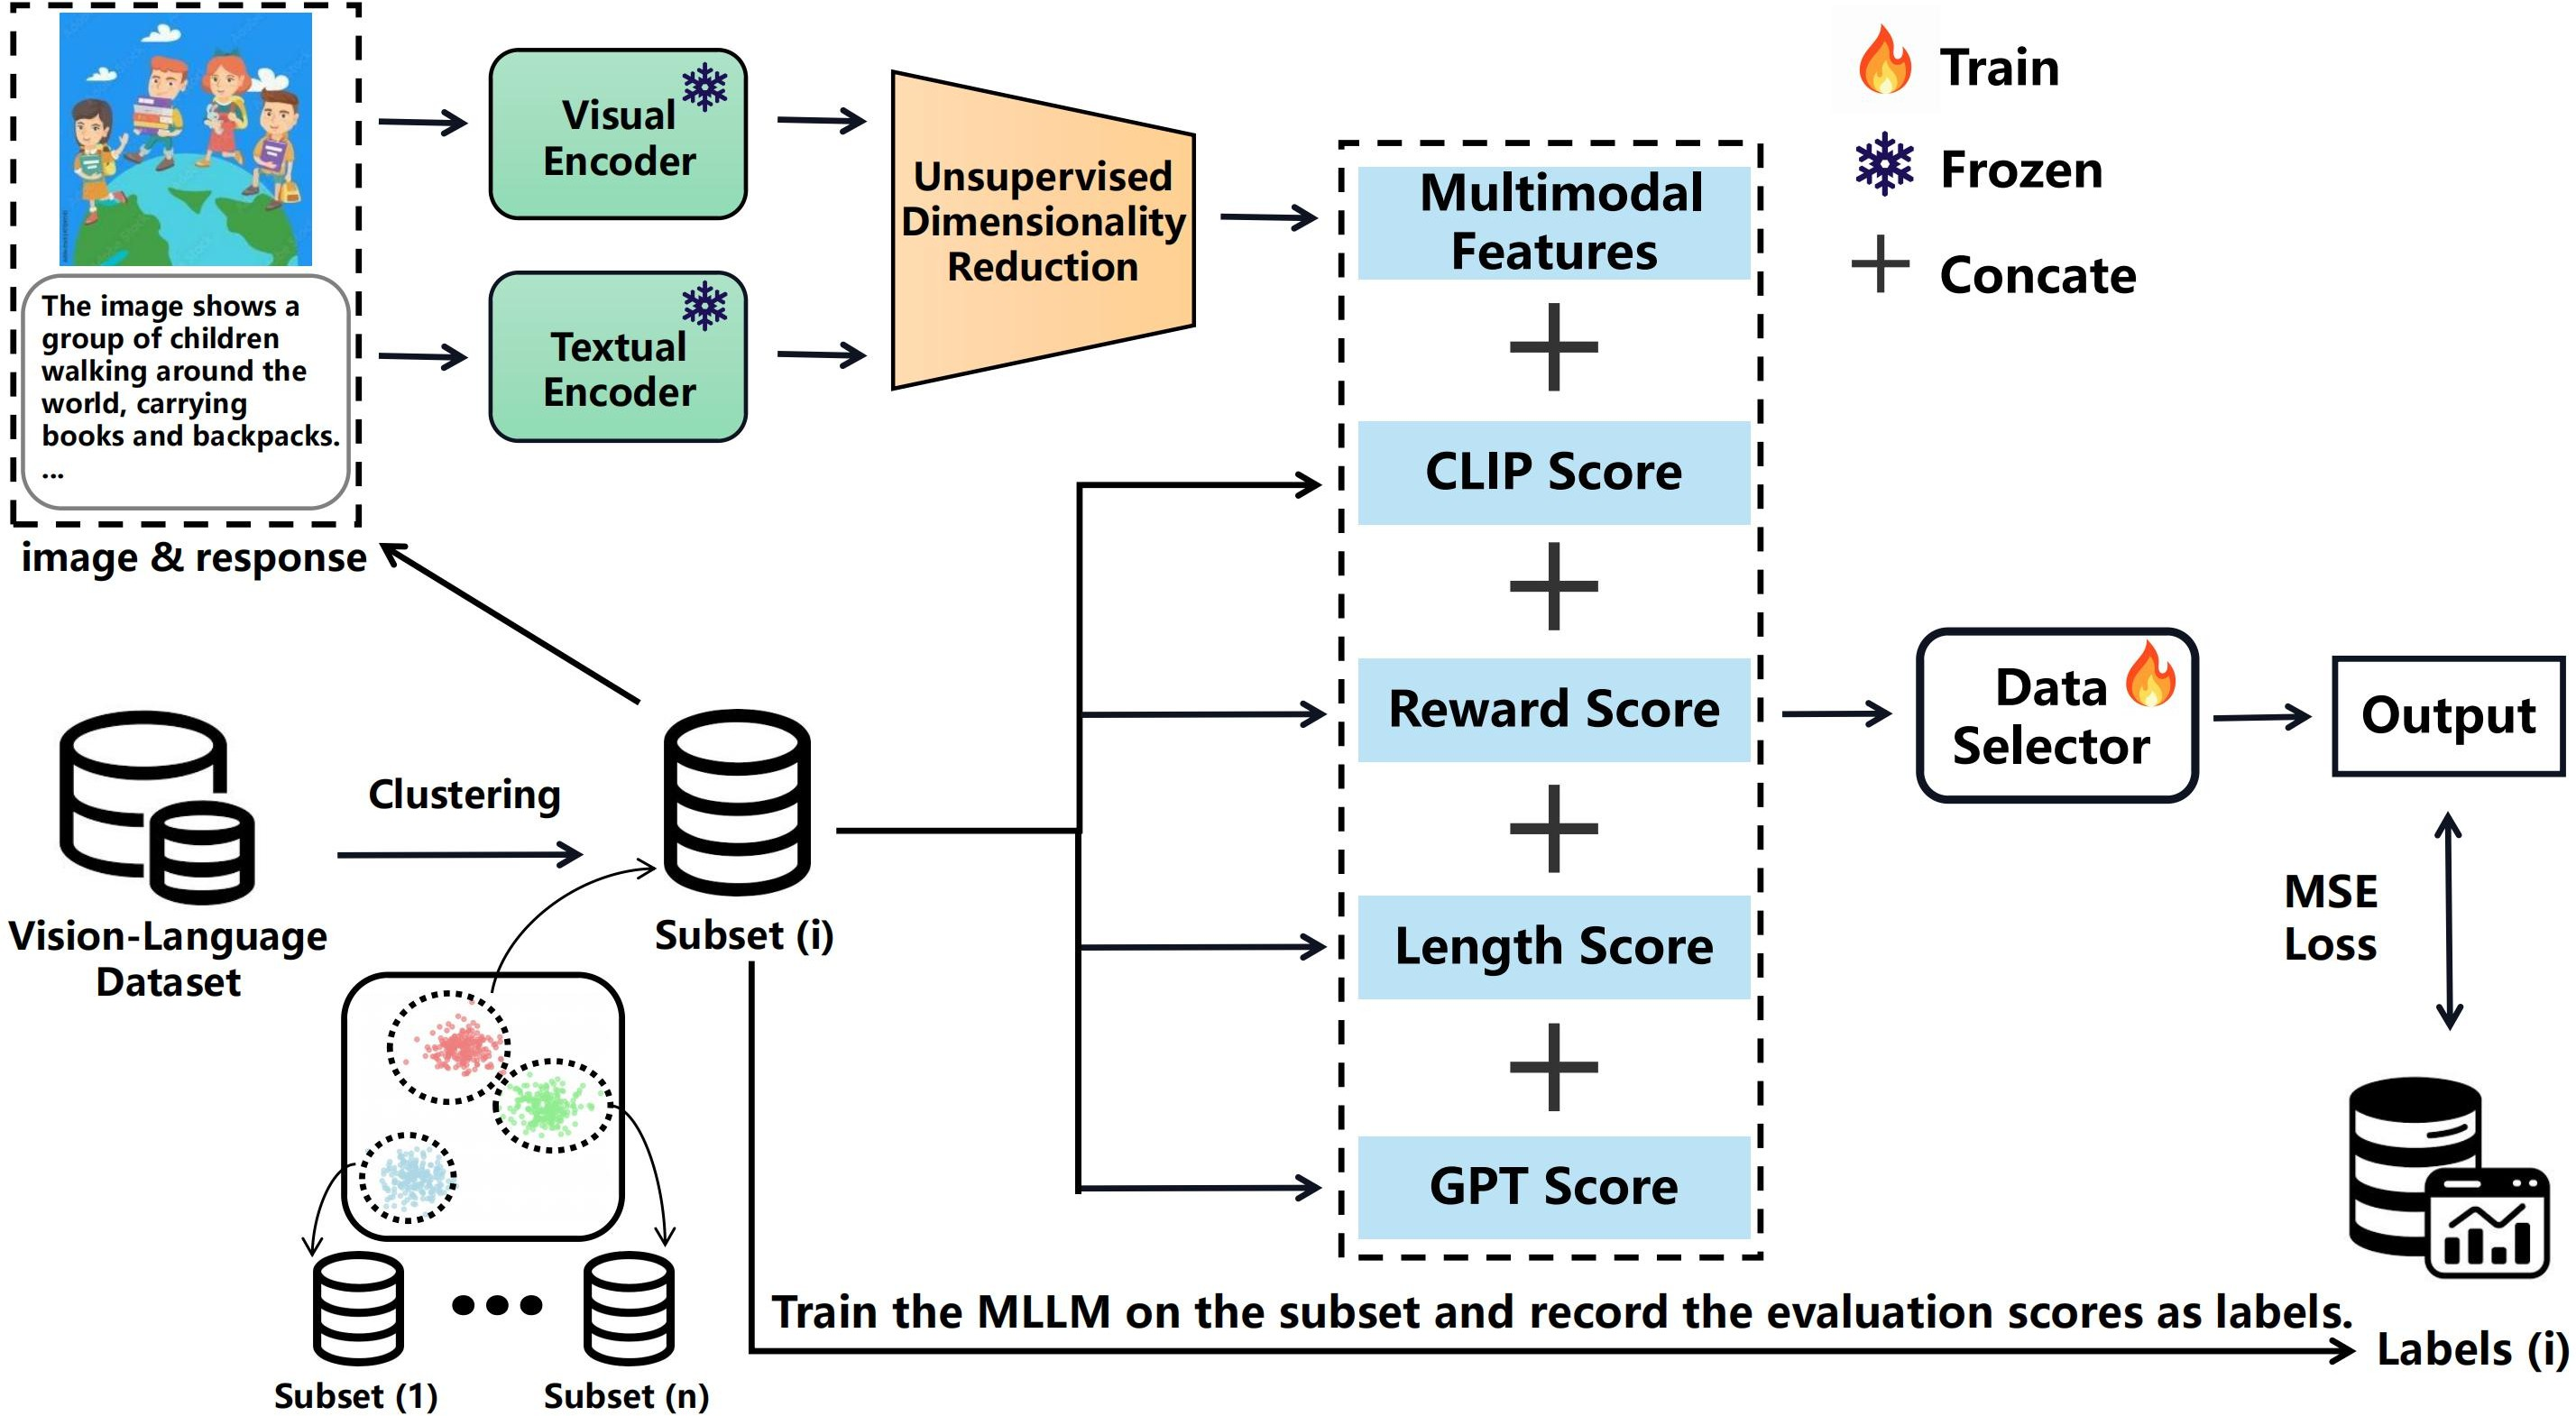 The image shows a
group of children
walking around the
world, carrying
books and backpacks.
...
image & response
Visual
Encoder
Textual
Encoder
Unsupervised
Dimensionality
Reduction
Multimodal
Features
CLIP Score
Reward Score
Length Score
GPT Score
Train
Frozen
Concate
Data
Selector
Output
MSE
Loss
Vision-Language
Dataset
Clustering
Subset (i)
Subset (1)
Subset (n)
Train the MLLM on the subset and record the evaluation scores as labels.
Labels (i)